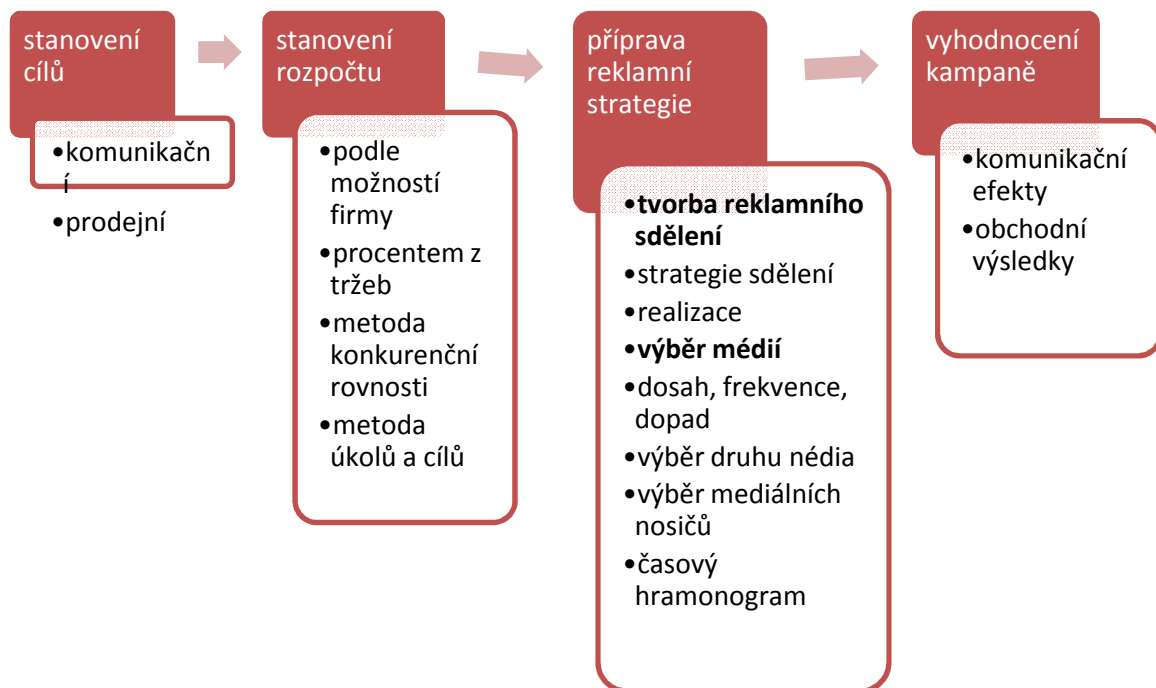 stanovení
cílů
•komunikačn
í
•prodejní
stanovení
rozpočtu
•podle
možností
firmy
•procentem z
tržeb
•metoda
konkurenční
rovnosti
•metoda
úkolů a cílů
příprava
reklamní
strategie
•tvorba reklamního
sdělení
•strategie sdělení
•realizace
•výběr médií
•dosah, frekvence,
dopad
•výběr druhu nédia
•výběr mediálních
nosičů
•časový
hramonogram
vyhodnocení
kampaně
•komunikační
efekty
•obchodní
výsledky